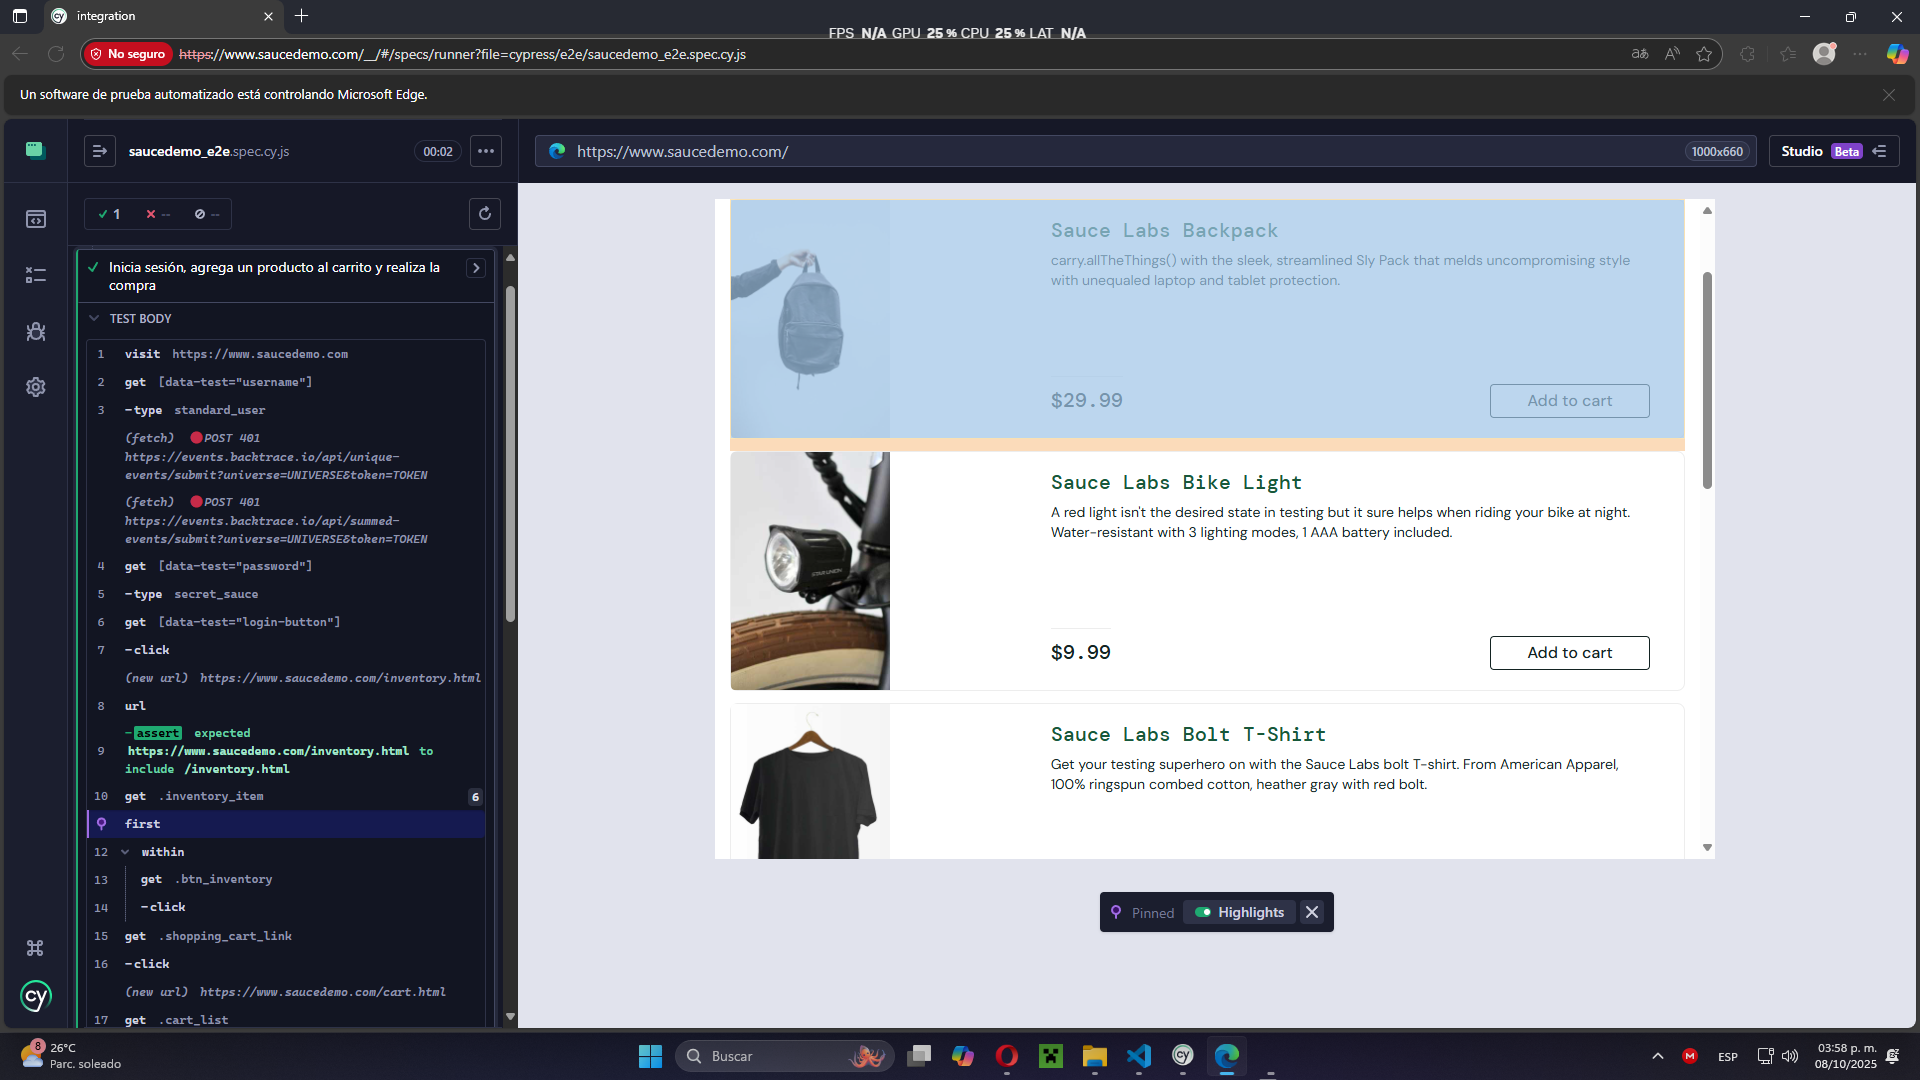 integration
FPS N/A GPU 25 % CPU 25 % LAT N/A
No seguro
https://www.saucedemo.com/__/#/specs/runner?file=cypress/e2e/saucedemo_e2e.spec.cy.js
Un software de prueba automatizado está controlando Microsoft Edge.
saucedemo_e2e.spec.cy.js
00:02
https://www.saucedemo.com/
1000x660
Studio Beta
1 -- --
Inicia sesión, agrega un producto al carrito y realiza la
compra
TEST BODY
1 visit https://www.saucedemo.com
2 get [data-test="username"]
3 -type standard_user
(fetch) POST 401
https://events.backtrace.io/api/unique-
events/submit?universe=UNIVERSE&token=TOKEN
(fetch) POST 401
https://events.backtrace.io/api/summed-
events/submit?universe=UNIVERSE&token=TOKEN
4 get [data-test="password"]
5 -type secret_sauce
6 get [data-test="login-button"]
7 -click
(new url) https://www.saucedemo.com/inventory.html
8 url
-assert expected
9 https://www.saucedemo.com/inventory.html to
include /inventory.html
10 get .inventory_item 6
first
12 within
13 get .btn_inventory
14 -click
15 get .shopping_cart_link
16 -click
(new url) https://www.saucedemo.com/cart.html
17 get .cart_list
cy
Sauce Labs Backpack
carry.allTheThings() with the sleek, streamlined Sly Pack that melds uncompromising style
with unequaled laptop and tablet protection.
$29.99
Add to cart
Sauce Labs Bike Light
A red light isn't the desired state in testing but it sure helps when riding your bike at night.
Water-resistant with 3 lighting modes, 1 AAA battery included.
$9.99
Add to cart
Sauce Labs Bolt T-Shirt
Get your testing superhero on with the Sauce Labs bolt T-shirt. From American Apparel,
100% ringspun combed cotton, heather gray with red bolt.
Pinned Highlights
8
26°C
Parc. soleado
Buscar
ESP
03:58 p. m.
08/10/2025